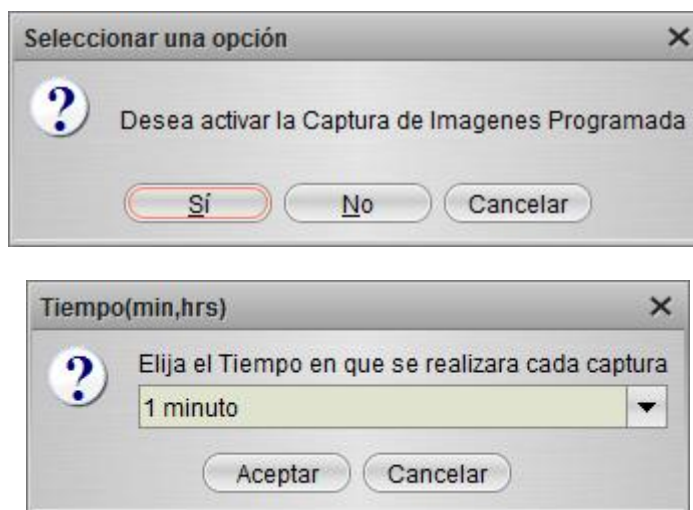 Seleccionar una opción
Desea activar la Captura de Imagenes Programada
Sí No Cancelar
Tiempo(min,hrs)
Elija el Tiempo en que se realizara cada captura
1 minuto
Aceptar Cancelar